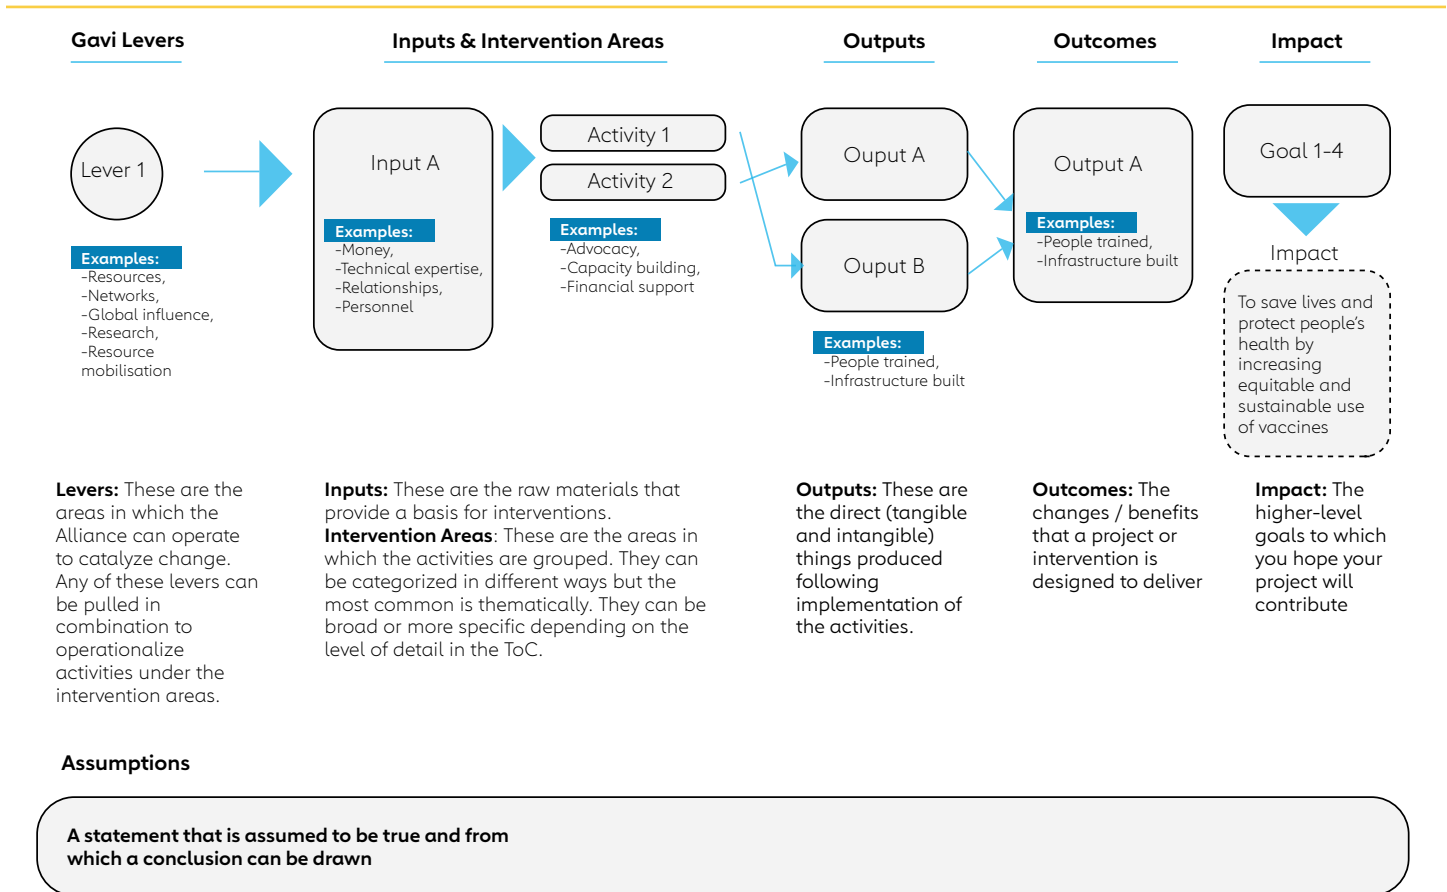 Gavi Levers
Inputs & Intervention Areas
Outputs
Outcomes
Impact
Lever 1
Examples:
-Resources,
-Networks,
-Global influence,
-Research,
-Resource
mobilisation
Input A
Examples:
-Money,
-Technical expertise,
-Relationships,
-Personnel
Activity 1
Activity 2
Examples:
-Advocacy,
-Capacity building,
-Financial support
Ouput A
Ouput B
Examples:
-People trained,
-Infrastructure built
Output A
Examples:
-People trained,
-Infrastructure built
Goal 1-4
Impact
To save lives and
protect people’s
health by
increasing
equitable and
sustainable use
of vaccines
Levers: These are the
areas in which the
Alliance can operate
to catalyze change.
Any of these levers can
be pulled in
combination to
operationalize
activities under the
intervention areas.
Inputs: These are the raw materials that
provide a basis for interventions.
Intervention Areas: These are the areas in
which the activities are grouped. They can
be categorized in different ways but the
most common is thematically. They can be
broad or more specific depending on the
level of detail in the ToC.
Outputs: These are
the direct (tangible
and intangible)
things produced
following
implementation of
the activities.
Outcomes: The
changes / benefits
that a project or
intervention is
designed to deliver
Impact: The
higher-level
goals to which
you hope your
project will
contribute
Assumptions
A statement that is assumed to be true and from
which a conclusion can be drawn